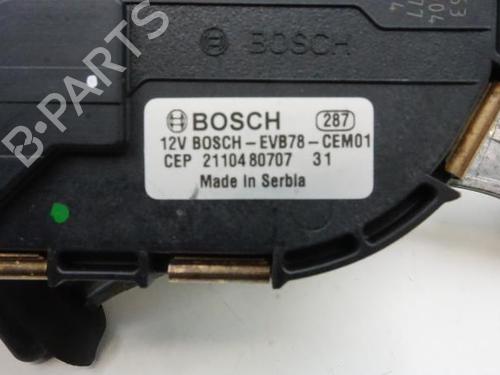 B-PARTS
BOSCH
BOSCH 287
12V BOSCH-EVB78-CEM01
CEP 2110480707 31
Made In Serbia